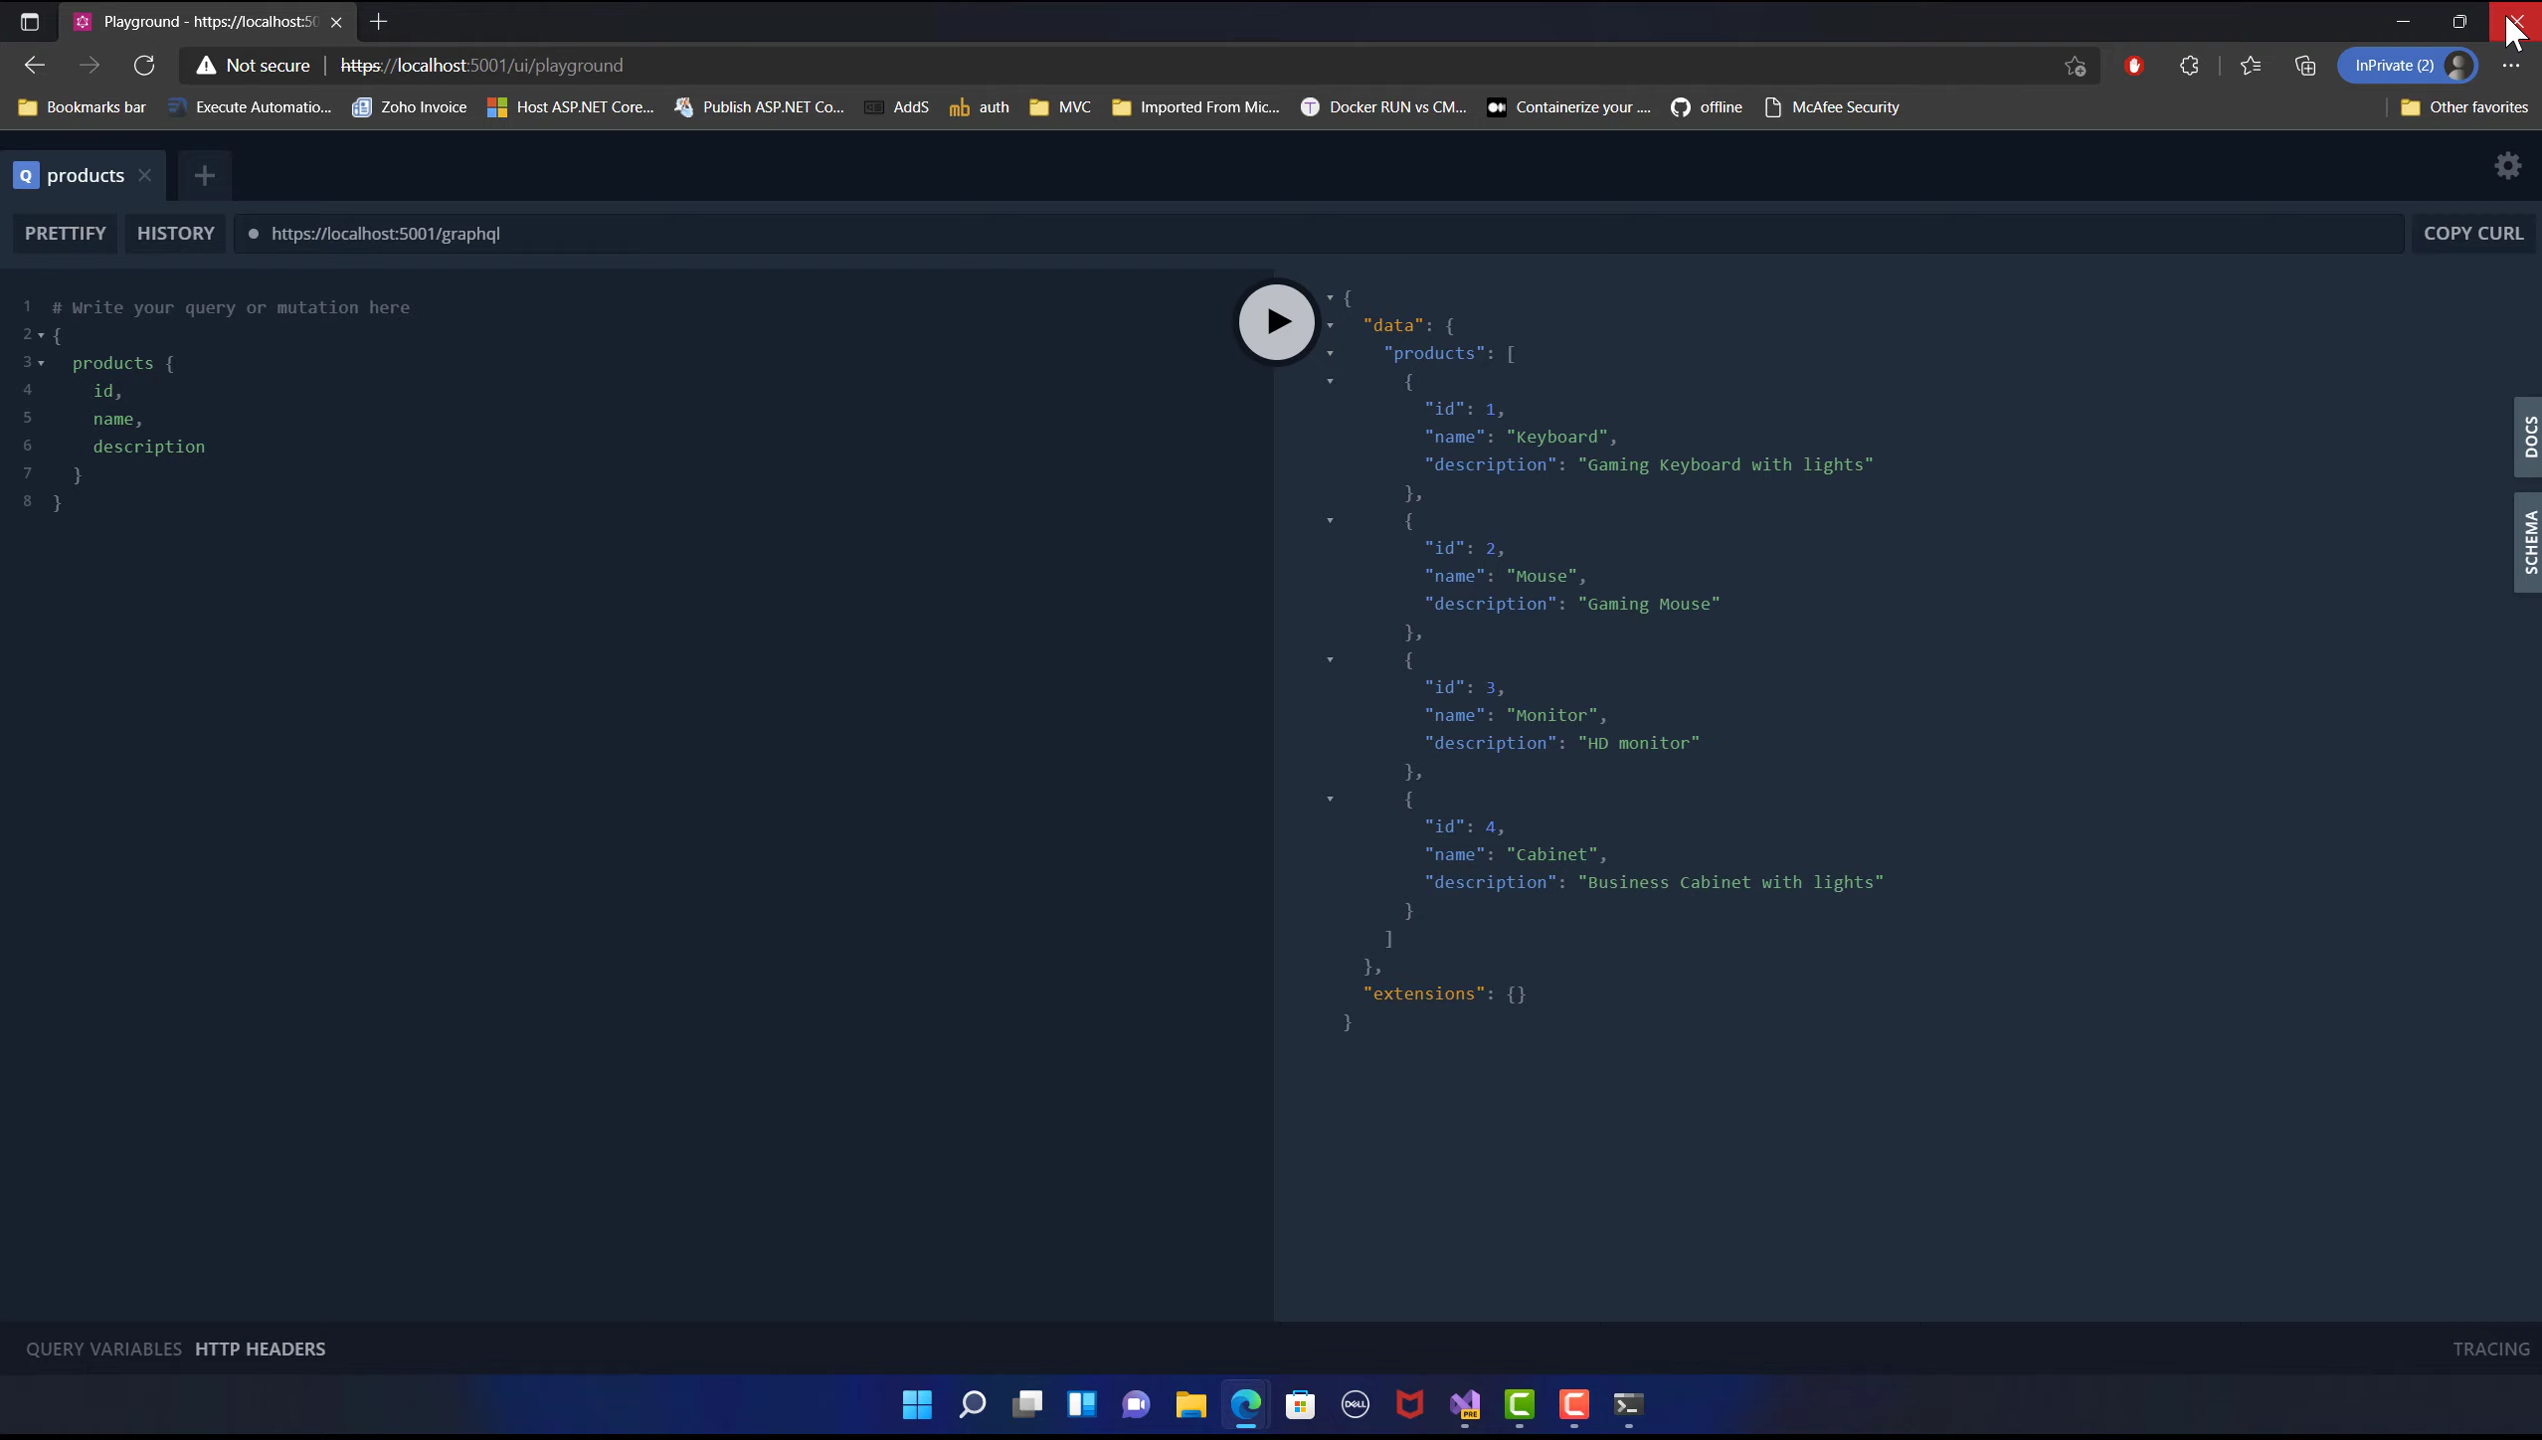 Playground - https://localhost:50
Not secure
https://localhost:5001/ui/playground
InPrivate (2)
Bookmarks bar
Execute Automatio...
Zoho Invoice
Host ASP.NET Core...
Publish ASP.NET Co...
AddS
mb auth
MVC
Imported From Mic...
T Docker RUN vs CM...
Containerize your ....
offline
McAfee Security
Other favorites
Q products
PRETTIFY
HISTORY
https://localhost:5001/graphql
COPY CURL
1 # Write your query or mutation here
2 {
3 products {
4 id,
5 name,
6 description
7 }
8 }
{
"data": {
"products": [
{
"id": 1,
"name": "Keyboard",
"description": "Gaming Keyboard with lights"
},
{
"id": 2,
"name": "Mouse",
"description": "Gaming Mouse"
},
{
"id": 3,
"name": "Monitor",
"description": "HD monitor"
},
{
"id": 4,
"name": "Cabinet",
"description": "Business Cabinet with lights"
}
]
},
"extensions": {}
}
DOCS
SCHEMA
QUERY VARIABLES
HTTP HEADERS
TRACING
DELL
PRE